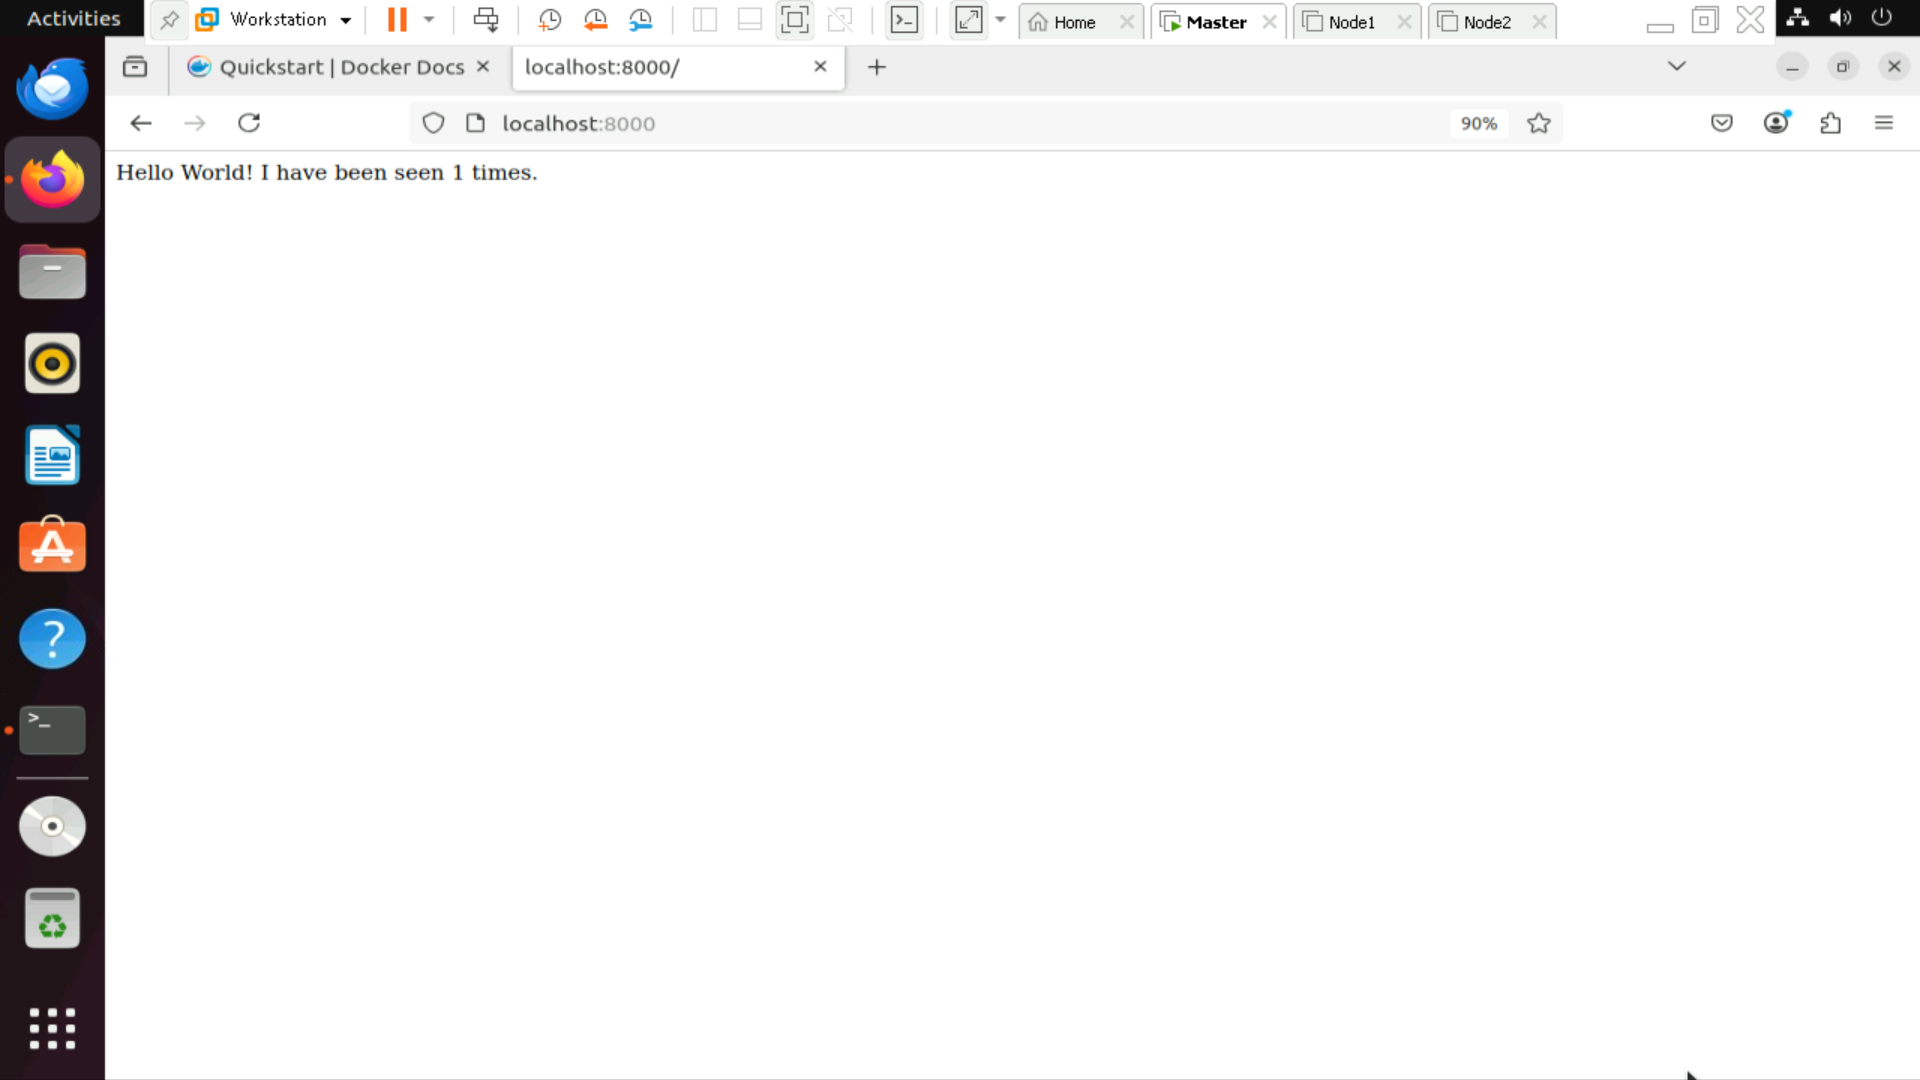 Activities
Workstation
Home
Master
Node1
Node2
Quickstart | Docker Docs
localhost:8000/
localhost:8000
90%
Hello World! I have been seen 1 times.